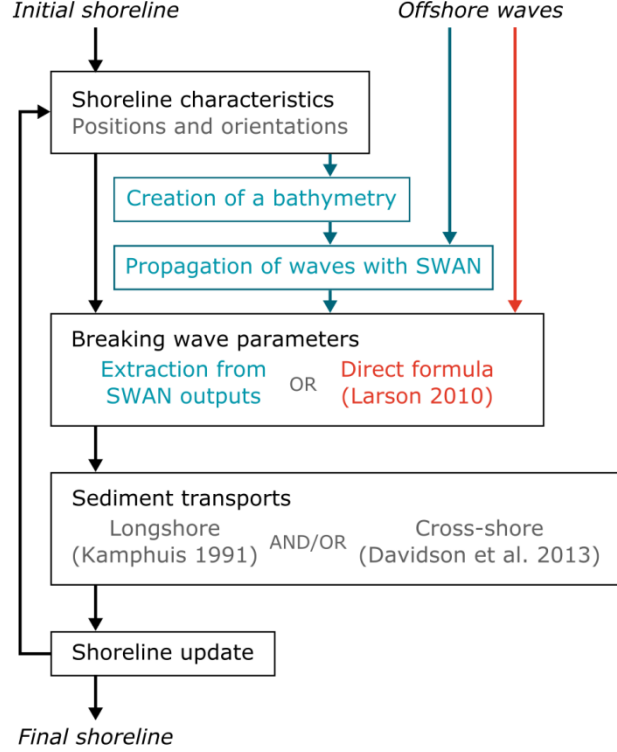 Initial shoreline
Offshore waves
Shoreline characteristics
Positions and orientations
Creation of a bathymetry
Propagation of waves with SWAN
Breaking wave parameters
Extraction from
SWAN outputs
OR
Direct formula
(Larson 2010)
Sediment transports
Longshore
(Kamphuis 1991)
AND/OR
Cross-shore
(Davidson et al. 2013)
Shoreline update
Final shoreline